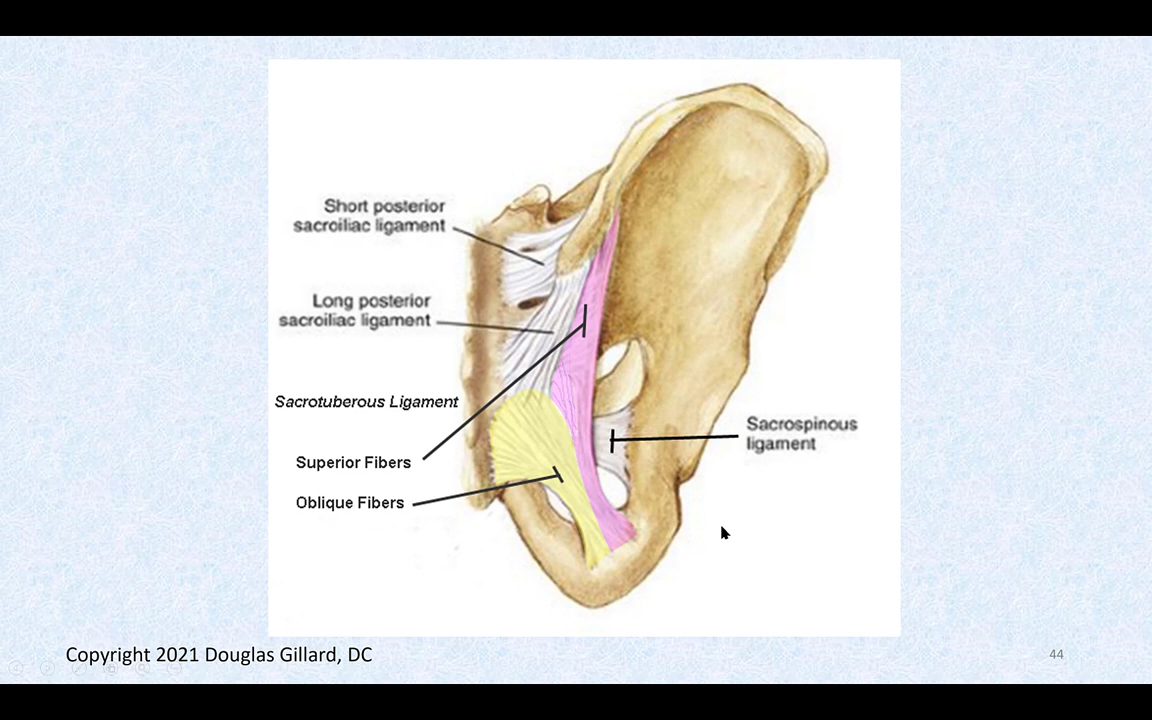 Short posterior
sacroiliac ligament
Long posterior
sacroiliac ligament
Sacrotuberous Ligament
Superior Fibers
Oblique Fibers
Sacrospinous
ligament
Copyright 2021 Douglas Gillard, DC
44